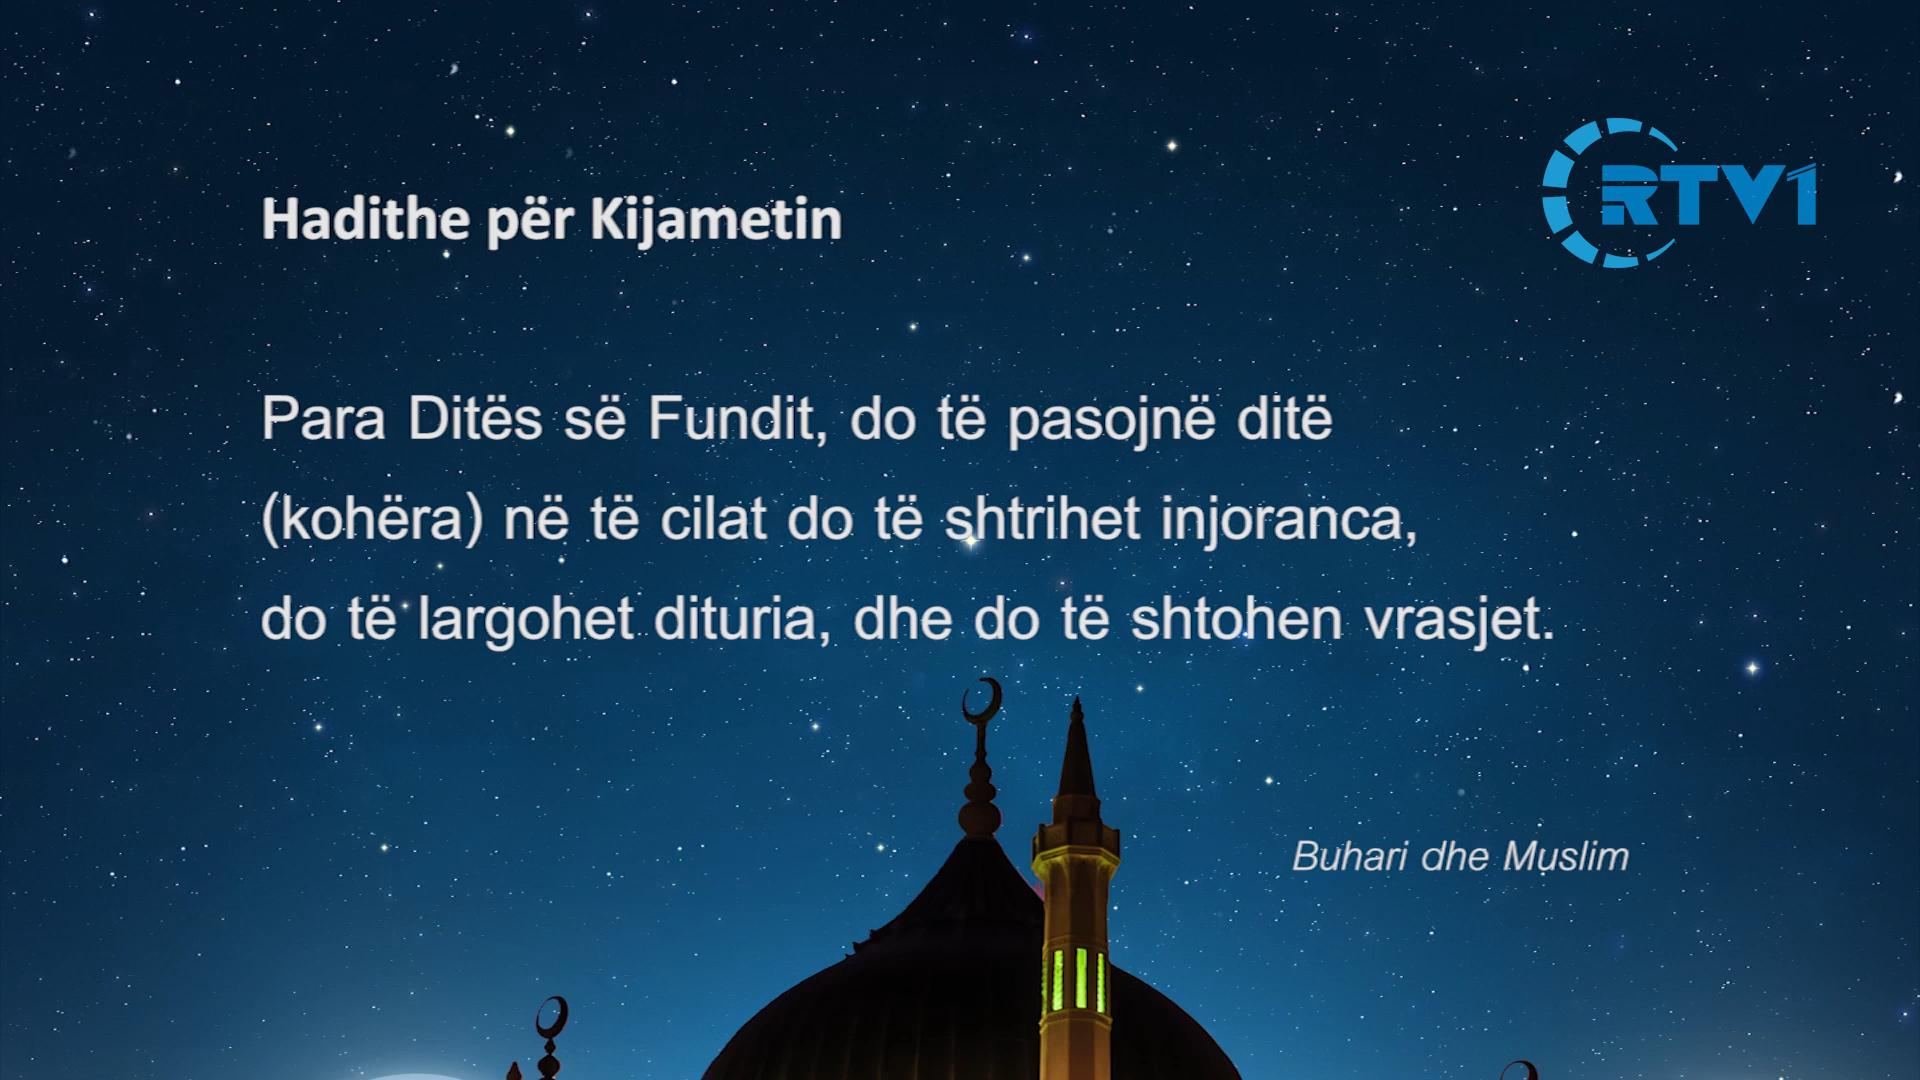 RTV1
Hadithe për Kijametin
Para Ditës së Fundit, do të pasojnë ditë
(kohëra) në të cilat do të shtrihet injoranca,
do të largohet dituria, dhe do të shtohen vrasjet.
Buhari dhe Muslim